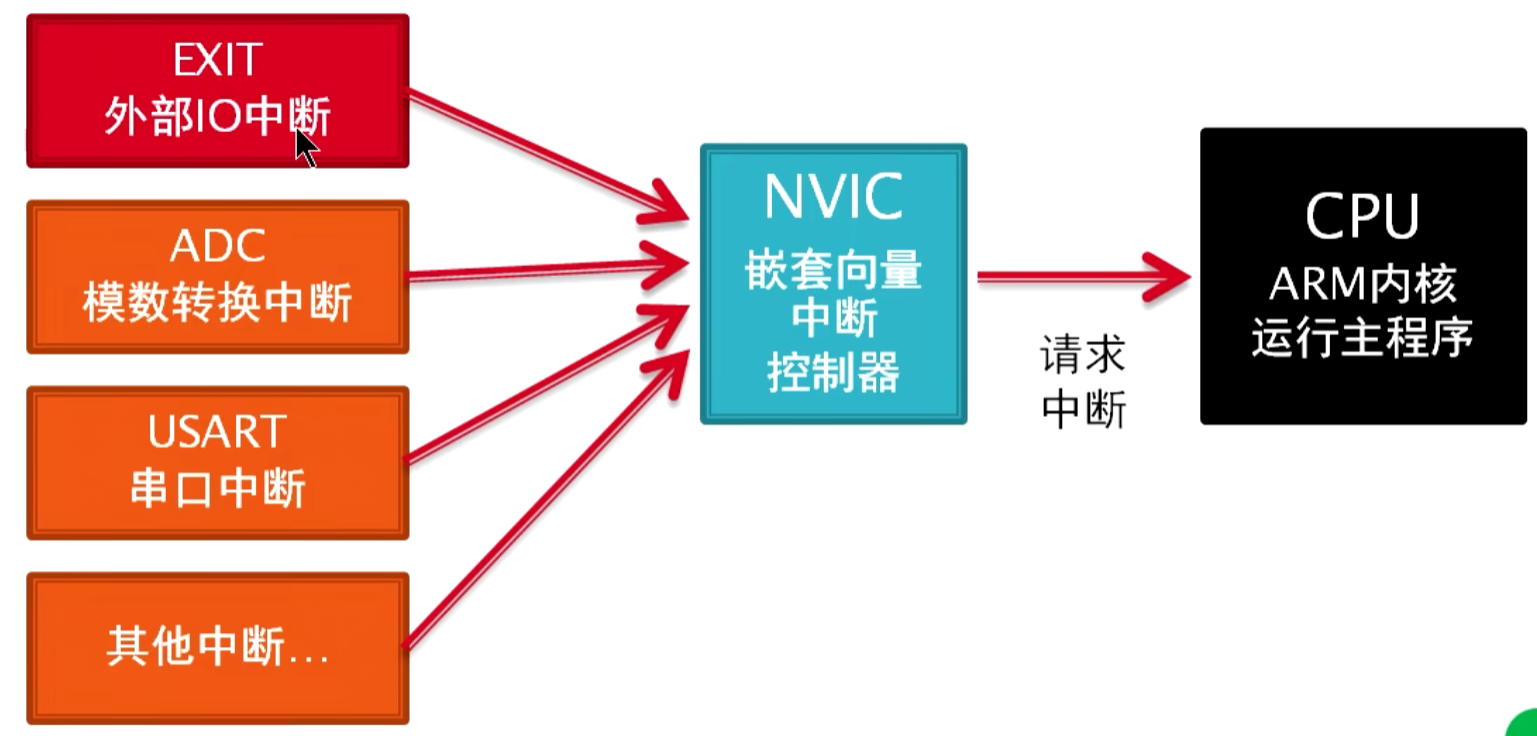 EXIT
外部IO中断
ADC
模数转换中断
USART
串口中断
其他中断...
NVIC
嵌套向量
中断
控制器
请求
中断
CPU
ARM内核
运行主程序